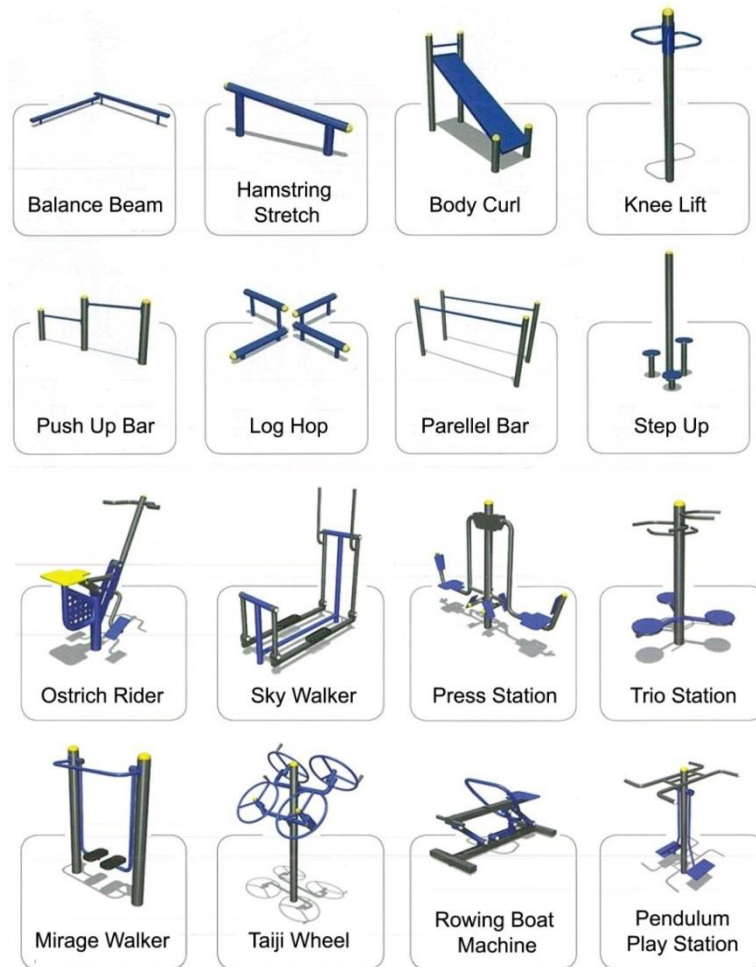 Balance Beam
Hamstring
Stretch
Body Curl
Knee Lift
Push Up Bar
Log Hop
Parellel Bar
Step Up
Ostrich Rider
Sky Walker
Press Station
Trio Station
Mirage Walker
Taiji Wheel
Rowing Boat
Machine
Pendulum
Play Station